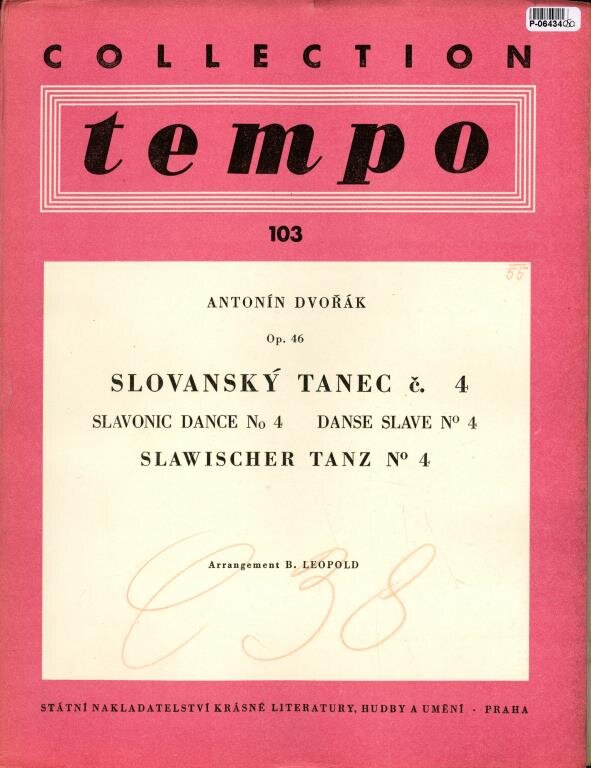 P-06434
COLLECTION
tempo
103
55
ANTONÍN DVOŘÁK
Op. 46
SLOVANSKÝ TANEC č. 4
SLAVONIC DANCE No 4 DANSE SLAVE Nº 4
SLAWISCHER TANZ Nº 4
Arrangement B. LEOPOLD
C 38
STÁTNÍ NAKLADATELSTVÍ KRÁSNÉ LITERATURY, HUDBY A UMĚNÍ - PRAHA